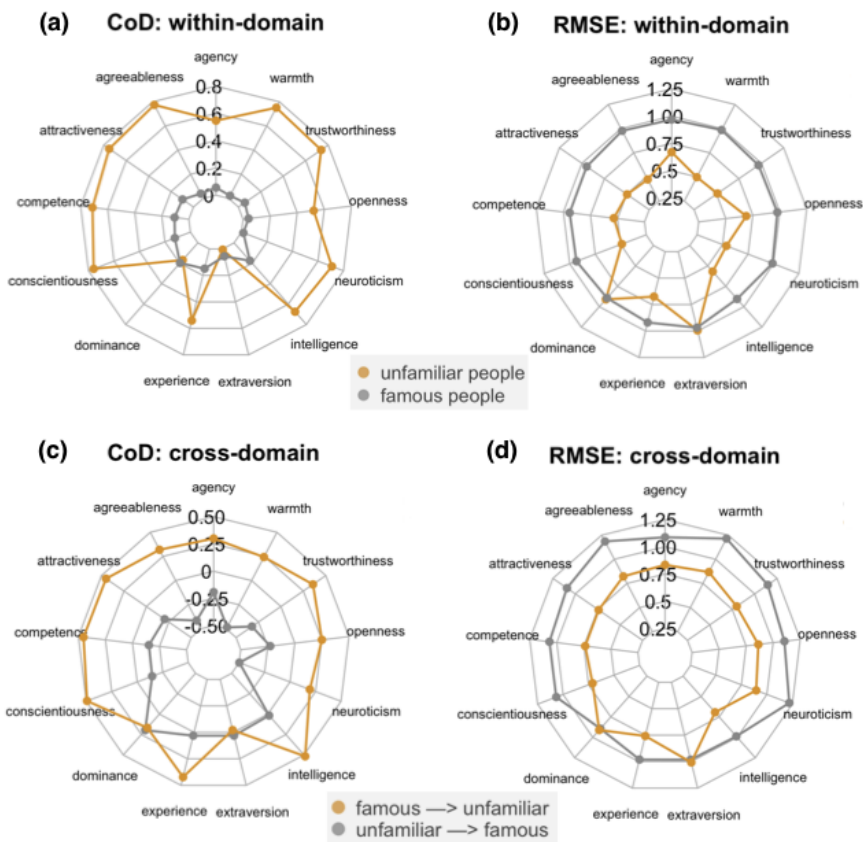 (a) CoD: within-domain
agency
agreeableness
warmth
0.8
attractiveness
0.6
trustworthiness
0.4
0.2
competence
0
openness
conscientiousness
neuroticism
dominance
intelligence
experience
extraversion
(b) RMSE: within-domain
agency
agreeableness
warmth
1.25
attractiveness
1.00
trustworthiness
0.75
0.5
competence
0.25
openness
conscientiousness
neuroticism
dominance
intelligence
experience
extraversion
unfamiliar people
famous people
(c) CoD: cross-domain
agency
agreeableness
warmth
0.50
attractiveness
0.25
trustworthiness
0
-0.25
competence
-0.50
openness
conscientiousness
neuroticism
dominance
intelligence
experience
extraversion
(d) RMSE: cross-domain
agency
agreeableness
warmth
1.25
attractiveness
1.00
trustworthiness
0.75
0.5
competence
0.25
openness
conscientiousness
neuroticism
dominance
intelligence
experience
extraversion
famous —> unfamiliar
unfamiliar —> famous